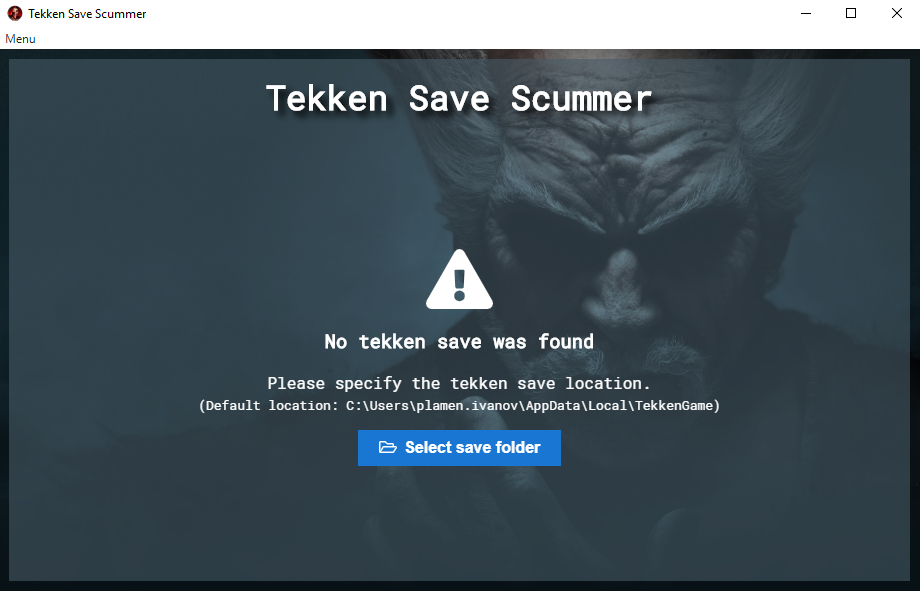 Tekken Save Scummer
Menu
Tekken Save Scummer
No tekken save was found
Please specify the tekken save location.
(Default location: C:\Users\plamen.ivanov\AppData\Local\TekkenGame)
Select save folder